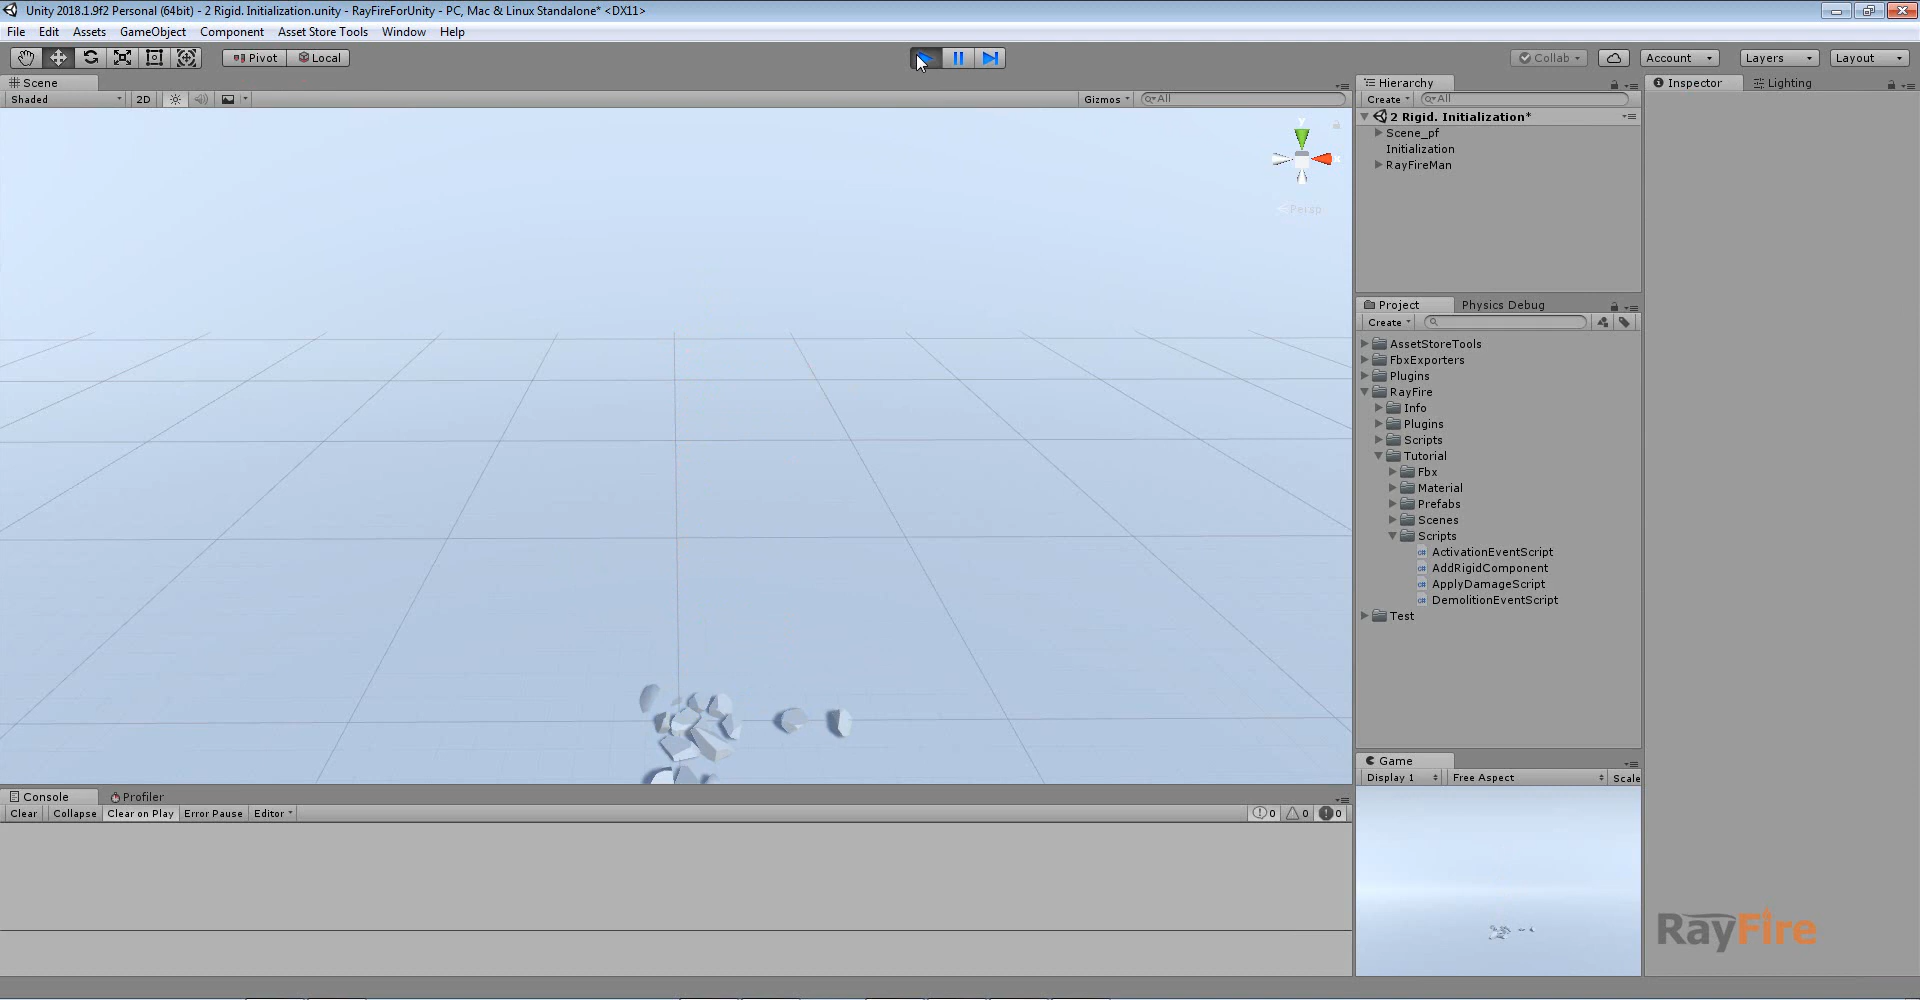 Unity 2018.1.9f2 Personal (64bit) - 2 Rigid. Initialization.unity - RayFireForUnity - PC, Mac & Linux Standalone* <DX11>
File Edit Assets GameObject Component Asset Store Tools Window Help
Pivot Local Collab Account Layers Layout
Scene
Shaded 2D Gizmos All
y
x
Persp
Hierarchy
Create All
2 Rigid. Initialization*
Scene_pf
Initialization
RayFireMan
Inspector Lighting
Project Physics Debug
Create
AssetStoreTools
FbxExporters
Plugins
RayFire
Info
Plugins
Scripts
Tutorial
Fbx
Material
Prefabs
Scenes
Scripts
ActivationEventScript
AddRigidComponent
ApplyDamageScript
DemolitionEventScript
Test
Console Profiler
Clear Collapse Clear on Play Error Pause Editor 0 0 0
Game
Display 1 Free Aspect Scale
RayFire